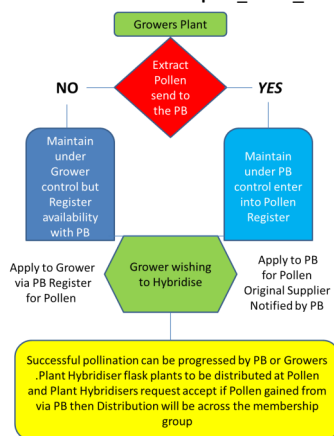 Growers Plant
NO
Extract
Pollen
send to
the PB
YES
Maintain
under
Grower
control but
Register
availability
with PB
Maintain
under PB
control enter
into Pollen
Register
Apply to Grower
via PB Register
for Pollen
Grower wishing
to Hybridise
Apply to PB
for Pollen
Original Supplier
Notified by PB
Successful pollination can be progressed by PB or Growers
.Plant Hybridiser flask plants to be distributed at Pollen
and Plant Hybridisers request accept if Pollen gained from
via PB then Distribution will be across the membership
group